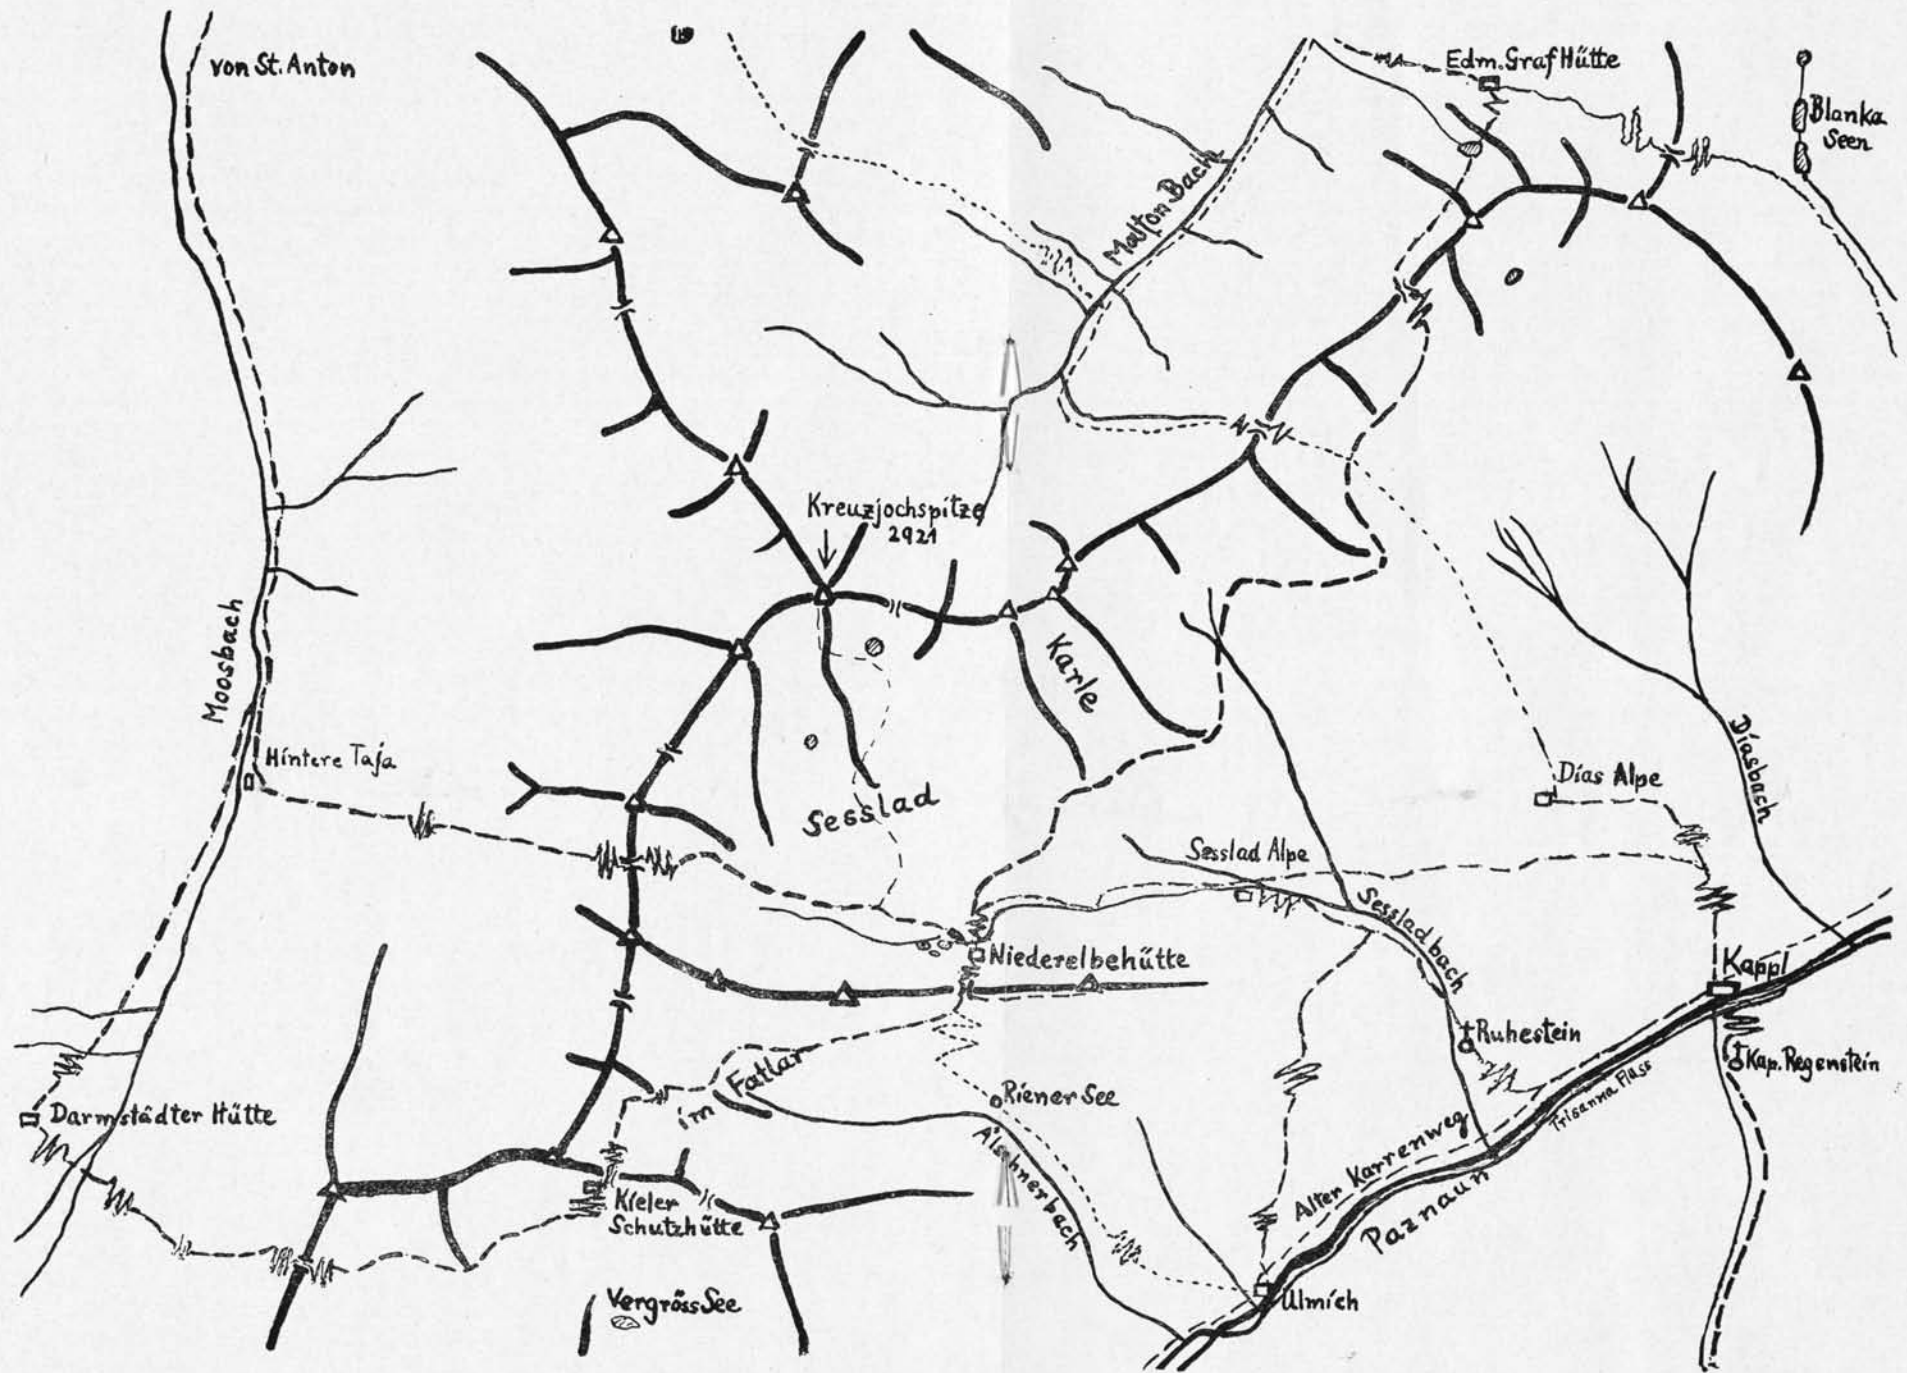 von St. Anton
Edm. Graf Hütte
Blanka
Seen
Malfon Bach
Kreuzjochspitze
2921
Moosbach
Karle
Hintere Taja
Diasbach
Dias Alpe
Sesslad
Sesslad Alpe
Sessladbach
Niederelbehütte
Kappl
Ruhestein
Kap. Regenstein
im Fatlar
Riener See
Trisanna Fluss
Darmstädter Hütte
Alter Karrenweg
Paznaun
Kieler
Schutzhütte
Vergröss See
Ulmich